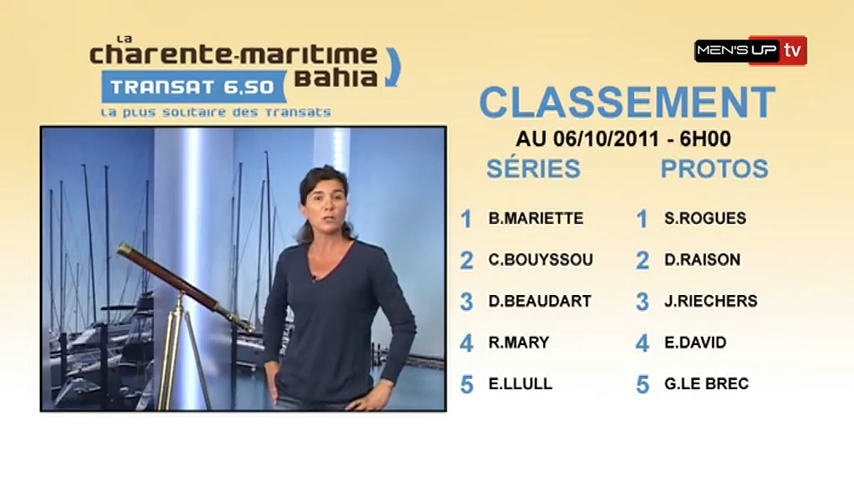 La
charente-maritime
Bahia
TRANSAT 6.50
La plus solitaire des Transats
MEN'S UP tv
CLASSEMENT
AU 06/10/2011 - 6H00
SÉRIES
1 B.MARIETTE
2 C.BOUYSSOU
3 D.BEAUDART
4 R.MARY
5 E.LLULL
PROTOS
1 S.ROGUES
2 D.RAISON
3 J.RIECHERS
4 E.DAVID
5 G.LE BREC